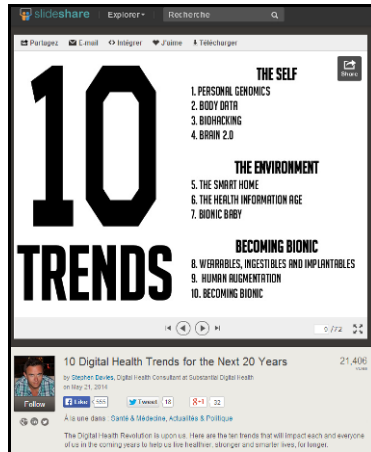 slideshare Explorer Recherche
Partagez E-mail Intégrer J'aime Télécharger
Share
10
TRENDS
THE SELF
1. PERSONAL GENOMICS
2. BODY DATA
3. BIOHACKING
4. BRAIN 2.0
THE ENVIRONMENT
5. THE SMART HOME
6. THE HEALTH INFORMATION AGE
7. BIONIC BABY
BECOMING BIONIC
8. WEARABLES, INGESTIBLES AND IMPLANTABLES
9. HUMAN AUGMENTATION
10. BECOMING BIONIC
/72
10 Digital Health Trends for the Next 20 Years 21,406
by Stephen Davies, Digital Health Consultant at Substantial Digital Health
on May 21, 2014
Follow
Like 555 Tweet 18 +1 32
À la une dans : Santé & Médecine, Actualités & Politique
The Digital Health Revolution is upon us. Here are the ten trends that will impact each and everyone
of us in the coming years to help us live healthier, stronger and smarter lives, for longer.